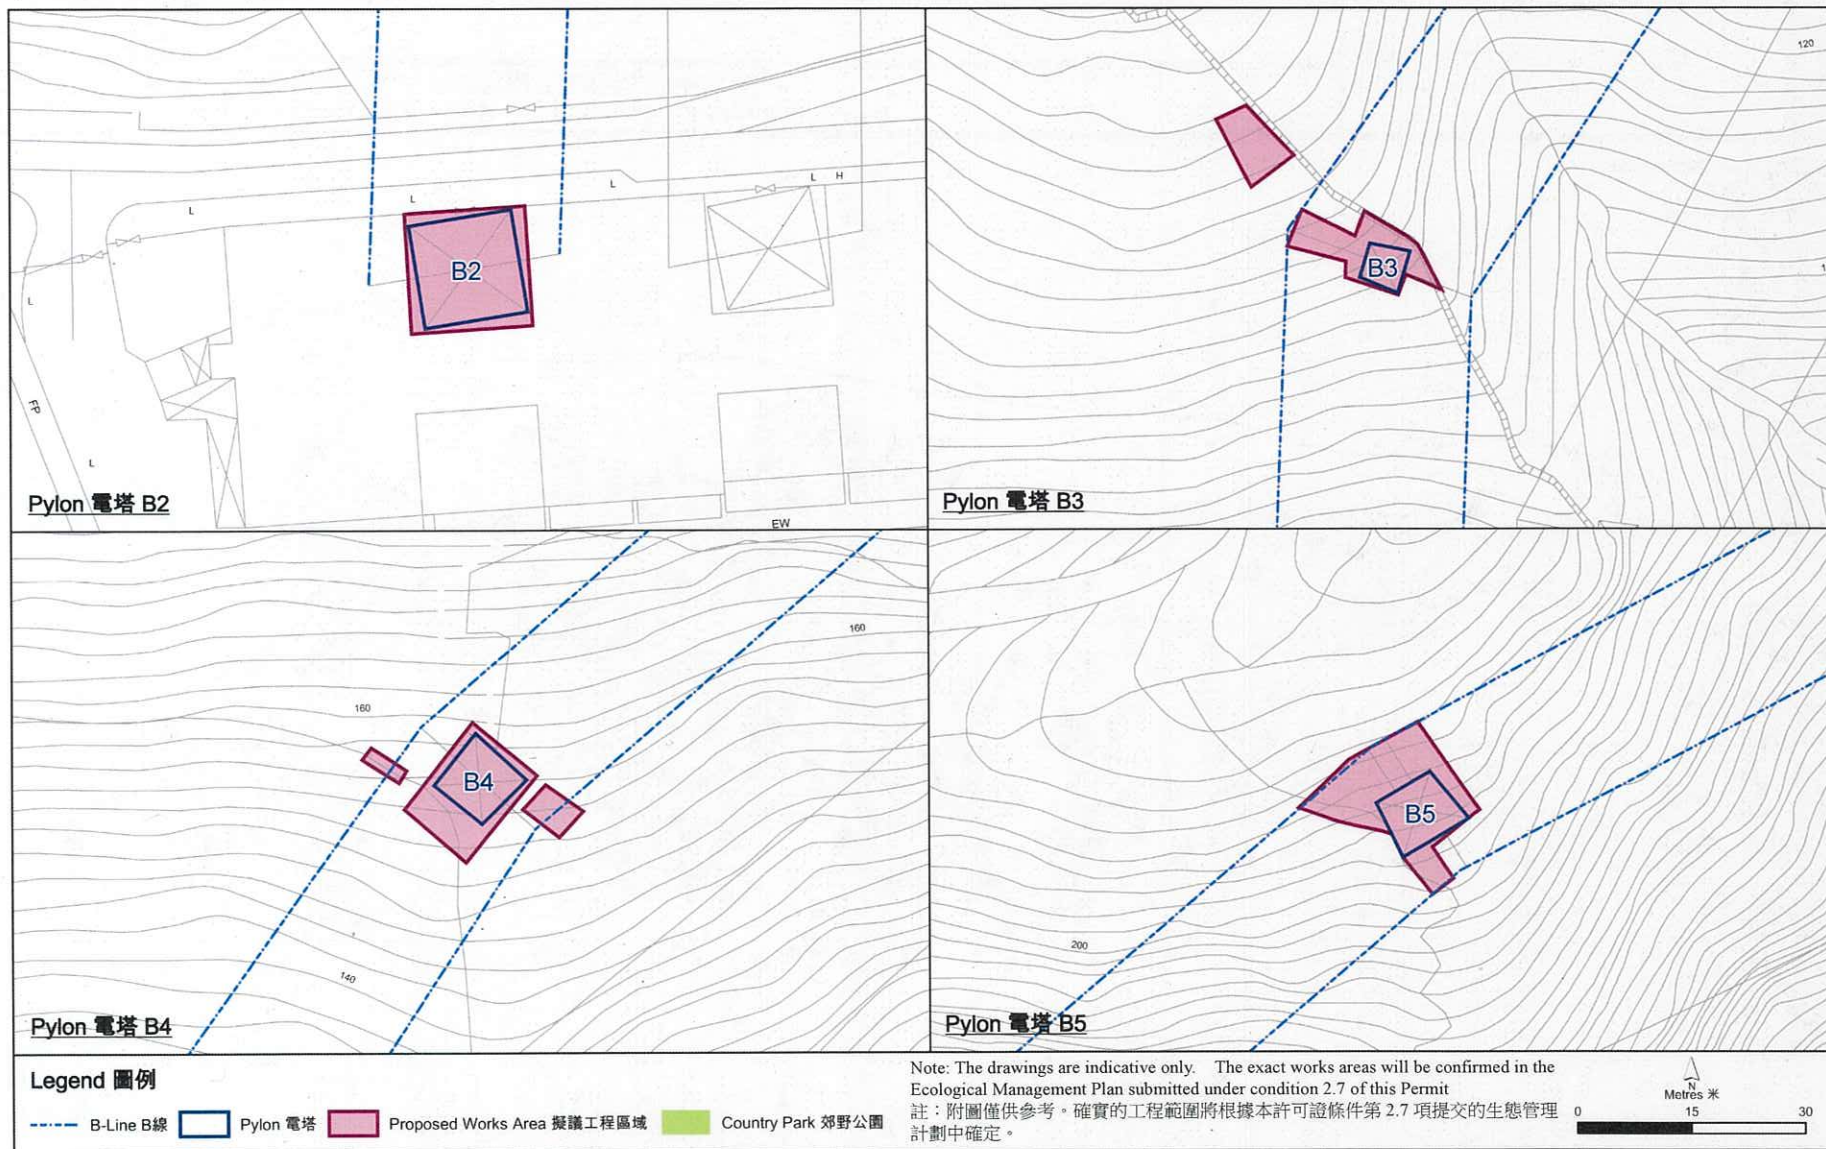 L
L
L
L H
B2
L
FP
L
EW
Pylon 電塔 B2
120
B3
Pylon 電塔 B3
160
160
B4
140
Pylon 電塔 B4
B5
200
Pylon 電塔 B5
Legend 圖例
B-Line B線
Pylon 電塔
Proposed Works Area 擬議工程區域
Country Park 郊野公園
Note: The drawings are indicative only. The exact works areas will be confirmed in the
Ecological Management Plan submitted under condition 2.7 of this Permit
註：附圖僅供參考。確實的工程範圍將根據本許可證條件第 2.7 項提交的生態管理
計劃中確定。
N
Metres 米
0 15 30